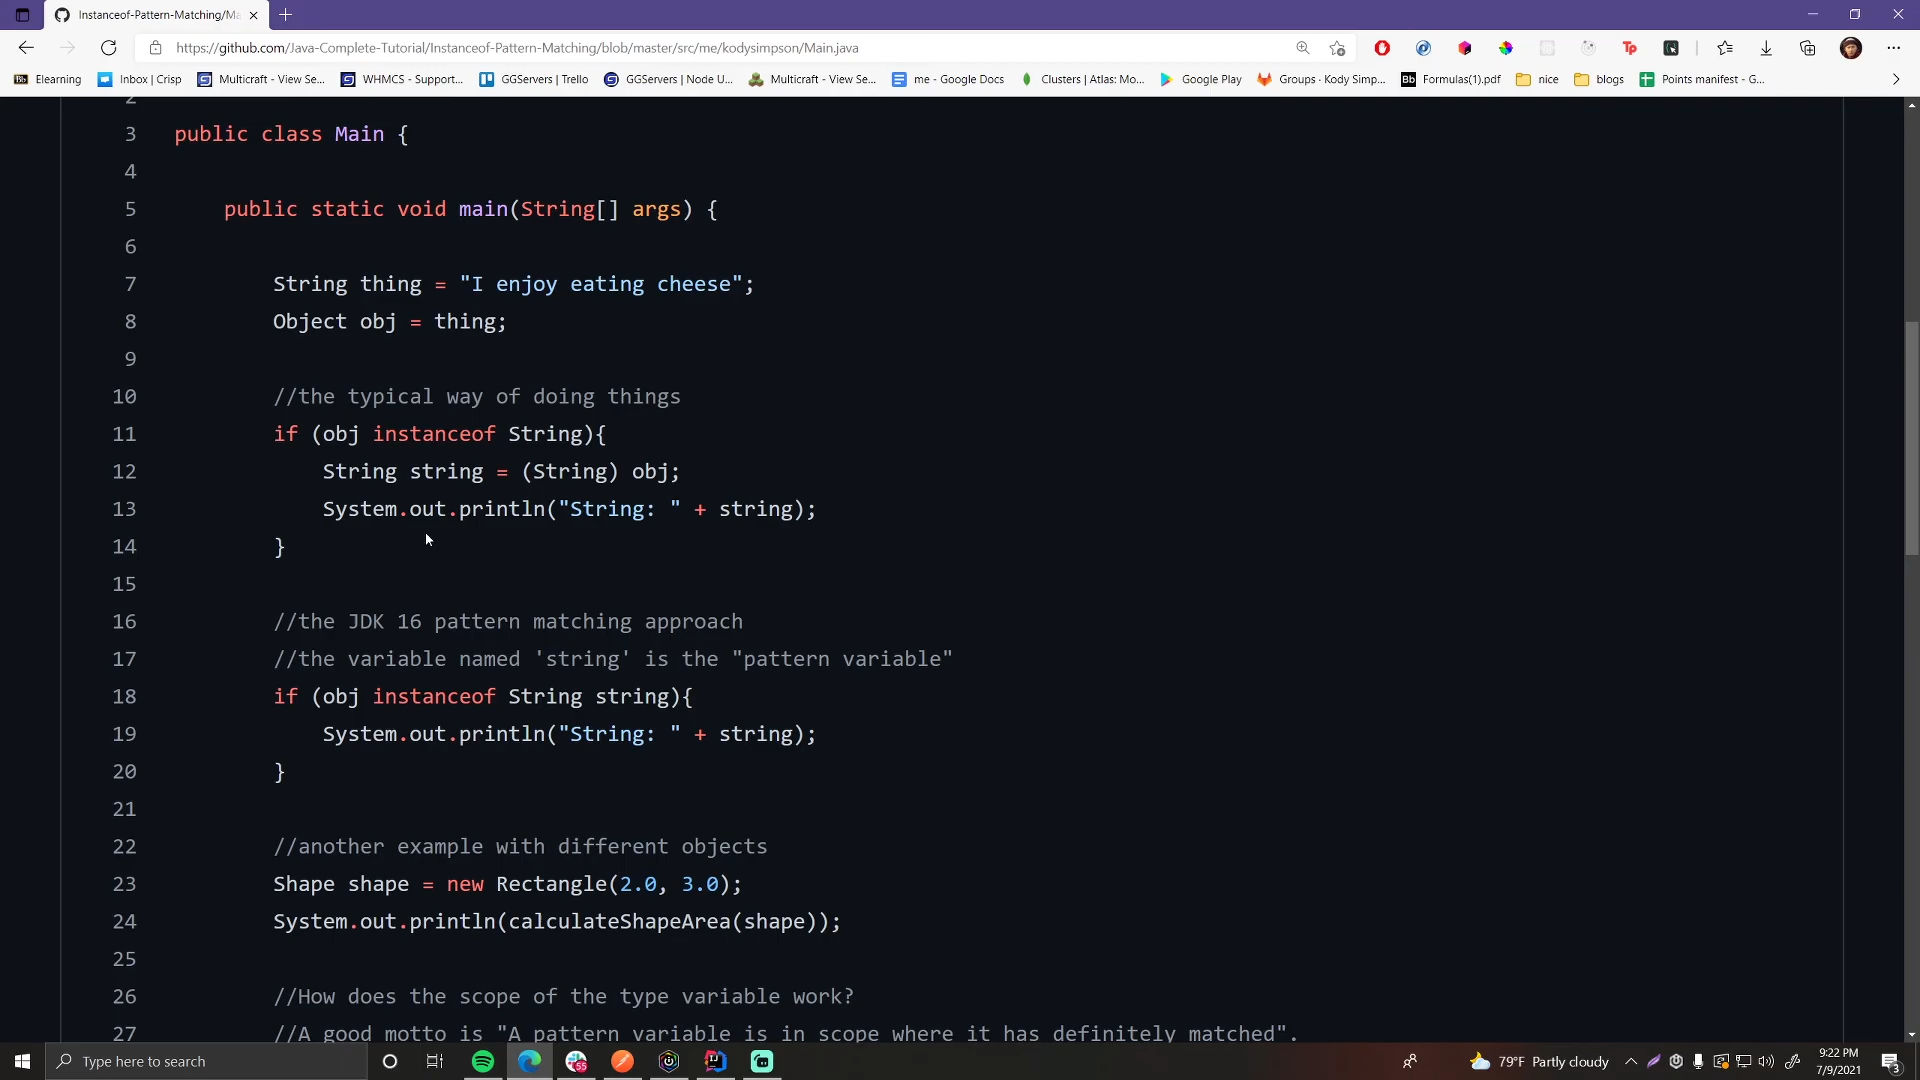 Instanceof-Pattern-Matching/Ma
https://github.com/Java-Complete-Tutorial/Instanceof-Pattern-Matching/blob/master/src/me/kodysimpson/Main.java
Elearning Inbox | Crisp Multicraft - View Se... WHMCS - Support... GGServers | Trello GGServers | Node U... Multicraft - View Se... me - Google Docs Clusters | Atlas: Mo... Google Play Groups · Kody Simp... Formulas(1).pdf nice blogs Points manifest - G...
2
3 public class Main {
4
5 public static void main(String[] args) {
6
7 String thing = "I enjoy eating cheese";
8 Object obj = thing;
9
10 //the typical way of doing things
11 if (obj instanceof String){
12 String string = (String) obj;
13 System.out.println("String: " + string);
14 }
15
16 //the JDK 16 pattern matching approach
17 //the variable named 'string' is the "pattern variable"
18 if (obj instanceof String string){
19 System.out.println("String: " + string);
20 }
21
22 //another example with different objects
23 Shape shape = new Rectangle(2.0, 3.0);
24 System.out.println(calculateShapeArea(shape));
25
26 //How does the scope of the type variable work?
27 //A good motto is "A pattern variable is in scope where it has definitely matched".
Type here to search
79°F Partly cloudy
9:22 PM
7/9/2021